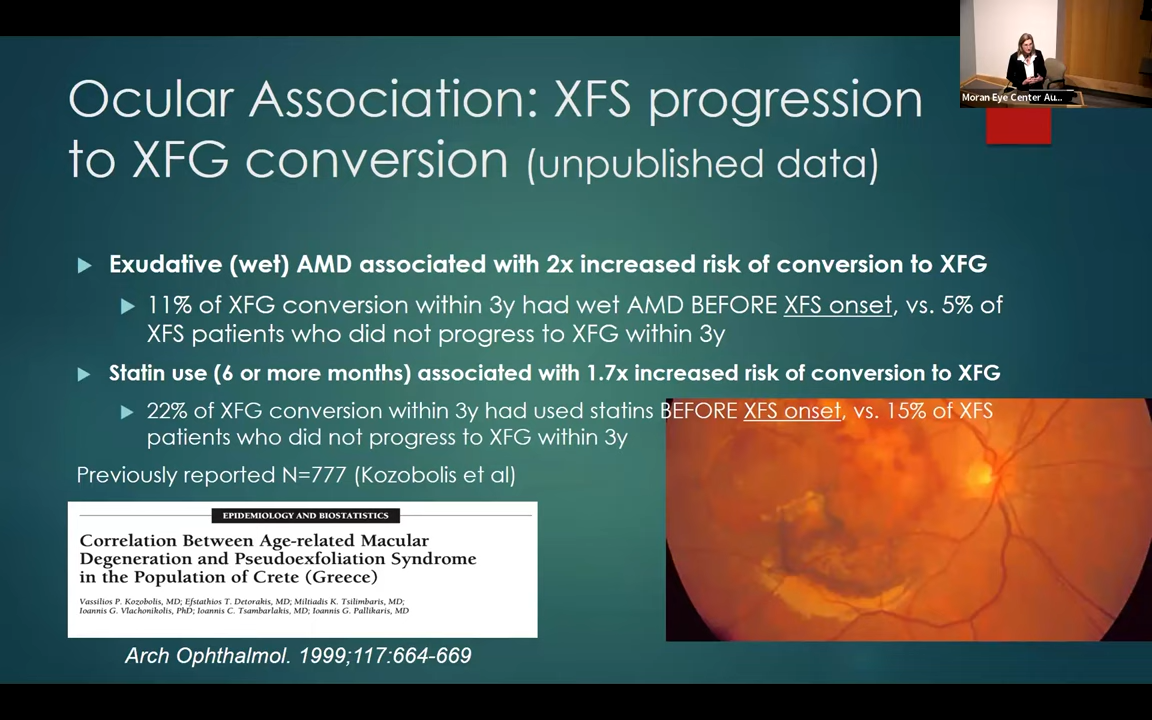 Moran Eye Center Au...
Ocular Association: XFS progression
to XFG conversion (unpublished data)
Exudative (wet) AMD associated with 2x increased risk of conversion to XFG
11% of XFG conversion within 3y had wet AMD BEFORE XFS onset, vs. 5% of
XFS patients who did not progress to XFG within 3y
Statin use (6 or more months) associated with 1.7x increased risk of conversion to XFG
22% of XFG conversion within 3y had used statins BEFORE XFS onset, vs. 15% of XFS
patients who did not progress to XFG within 3y
Previously reported N=777 (Kozobolis et al)
EPIDEMIOLOGY AND BIOSTATISTICS
Correlation Between Age-related Macular
Degeneration and Pseudoexfoliation Syndrome
in the Population of Crete (Greece)
Vassilios P. Kozobolis, MD; Efstathios T. Detorakis, MD; Miltiadis K. Tsilimbaris, MD;
Ioannis G. Vlachonikolis, PhD; Ioannis C. Tsambarlakis, MD; Ioannis G. Pallikaris, MD
Arch Ophthalmol. 1999;117:664-669